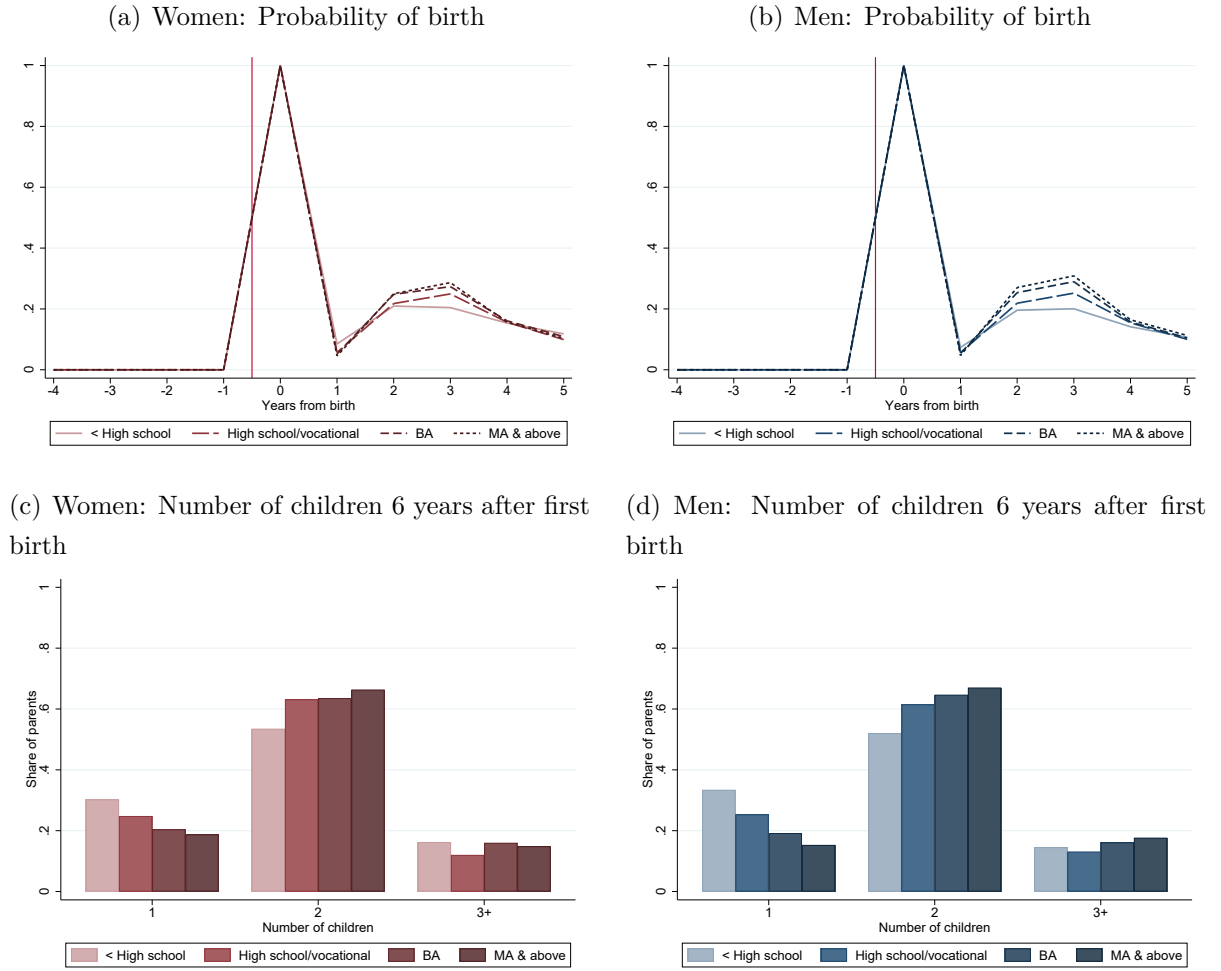 (a) Women: Probability of birth
1
.8
.6
.4
.2
0
-4 -3 -2 -1 0 1 2 3 4 5
Years from birth
< High school High school/vocational BA MA & above
(b) Men: Probability of birth
1
.8
.6
.4
.2
0
-4 -3 -2 -1 0 1 2 3 4 5
Years from birth
< High school High school/vocational BA MA & above
(c) Women: Number of children 6 years after first
birth
Share of parents
1
.8
.6
.4
.2
0
1 2 3+
Number of children
< High school High school/vocational BA MA & above
(d) Men: Number of children 6 years after first
birth
Share of parents
1
.8
.6
.4
.2
0
1 2 3+
Number of children
< High school High school/vocational BA MA & above